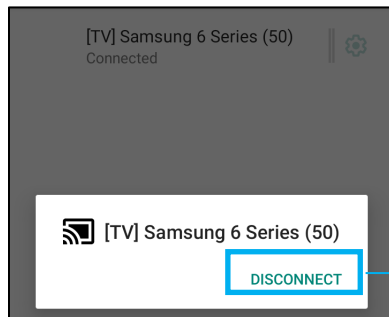 [TV] Samsung 6 Series (50)
Connected
[TV] Samsung 6 Series (50)
DISCONNECT